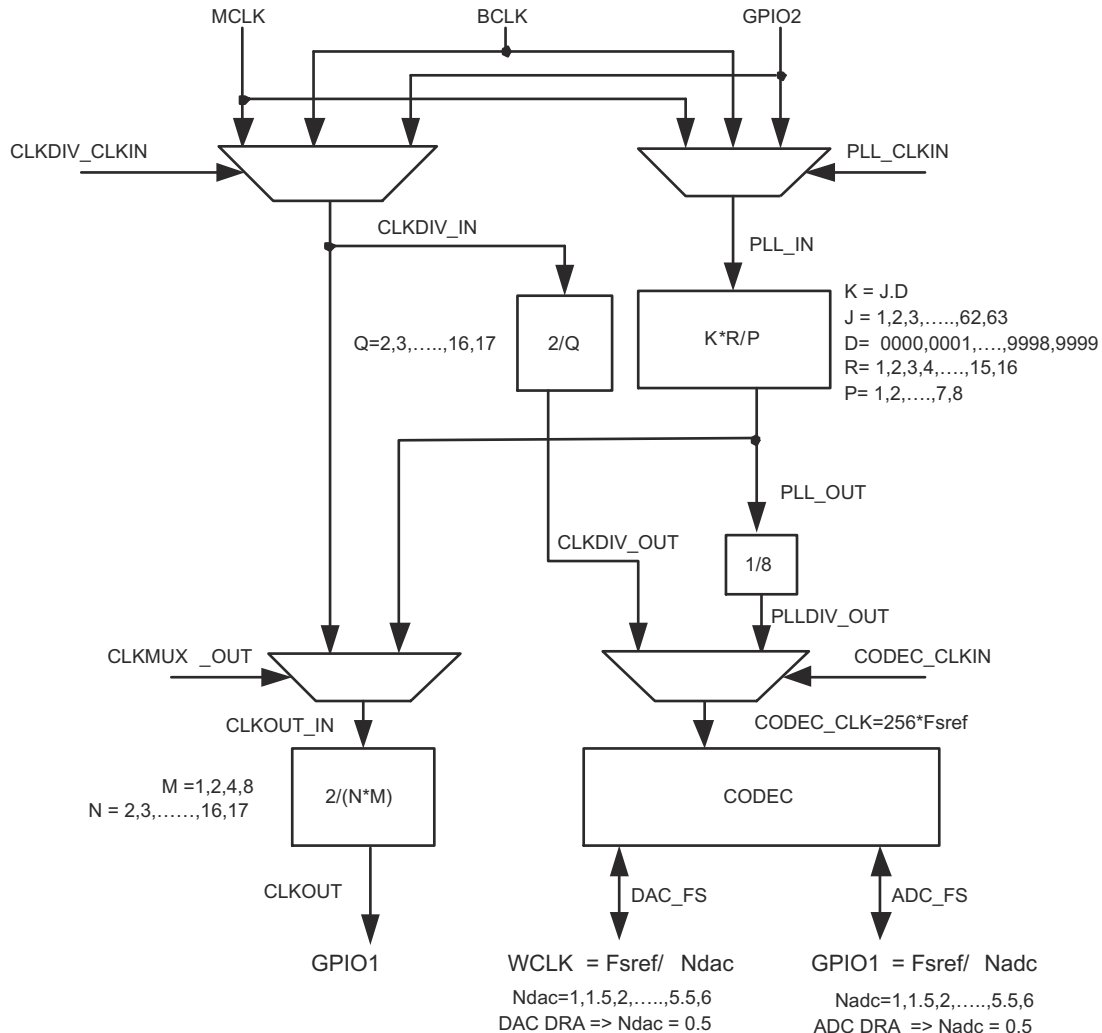 MCLK
BCLK
GPIO2
CLKDIV_CLKIN
PLL_CLKIN
CLKDIV_IN
PLL_IN
Q=2,3,…..,16,17
2/Q
K*R/P
K = J.D
J = 1,2,3,…..,62,63
D= 0000,0001,….,9998,9999
R= 1,2,3,4,….,15,16
P= 1,2,….,7,8
PLL_OUT
CLKDIV_OUT
1/8
PLLDIV_OUT
CLKMUX _OUT
CODEC_CLKIN
CLKOUT_IN
CODEC_CLK=256*Fsref
M =1,2,4,8
N = 2,3,……,16,17
2/(N*M)
CODEC
CLKOUT
DAC_FS
ADC_FS
GPIO1
WCLK = Fsref/ Ndac
GPIO1 = Fsref/ Nadc
Ndac=1,1.5,2,…..,5.5,6
DAC DRA => Ndac = 0.5
Nadc=1,1.5,2,…..,5.5,6
ADC DRA => Nadc = 0.5